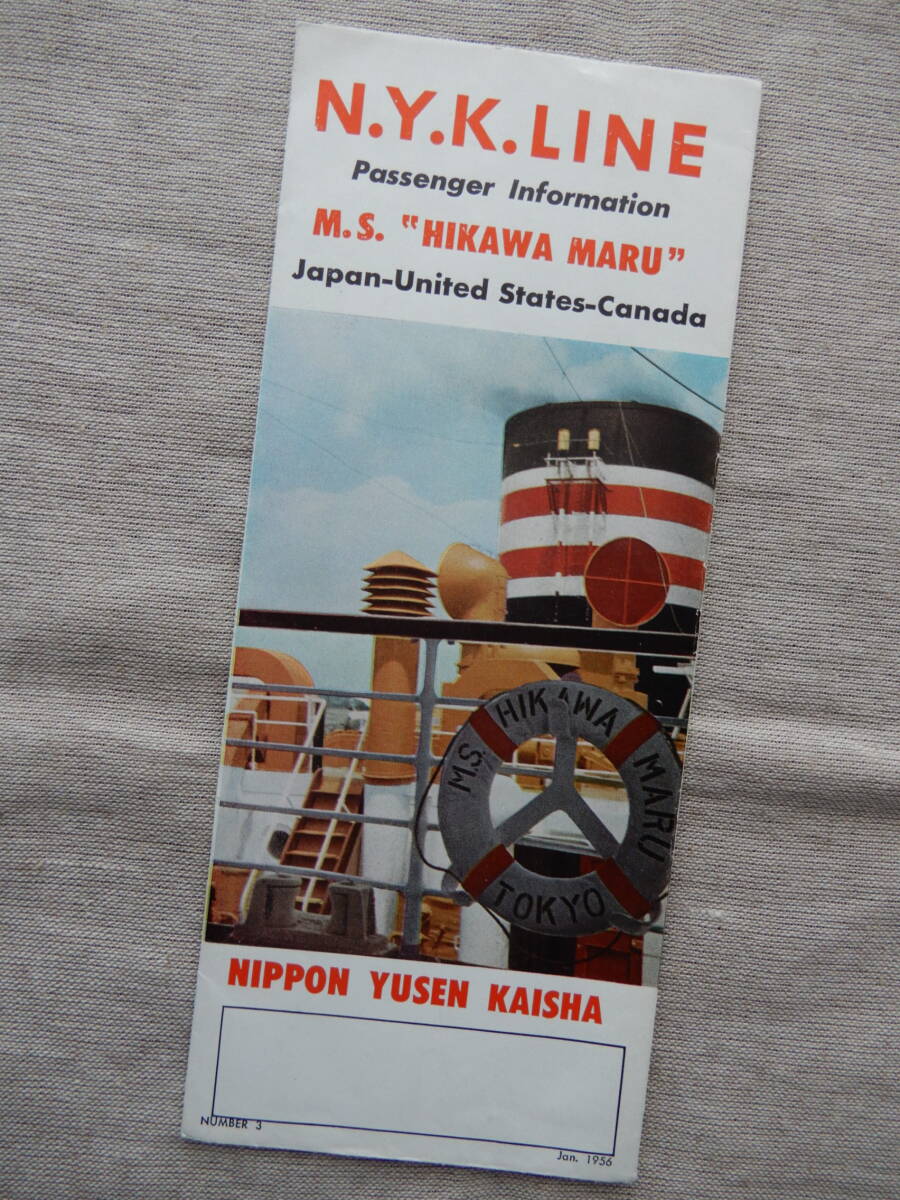 N.Y.K.LINE
Passenger Information
M.S. "HIKAWA MARU"
Japan-United States-Canada
M.S. HIKAWA MARU
TOKYO
NIPPON YUSEN KAISHA
NUMBER 3
Jan. 1956